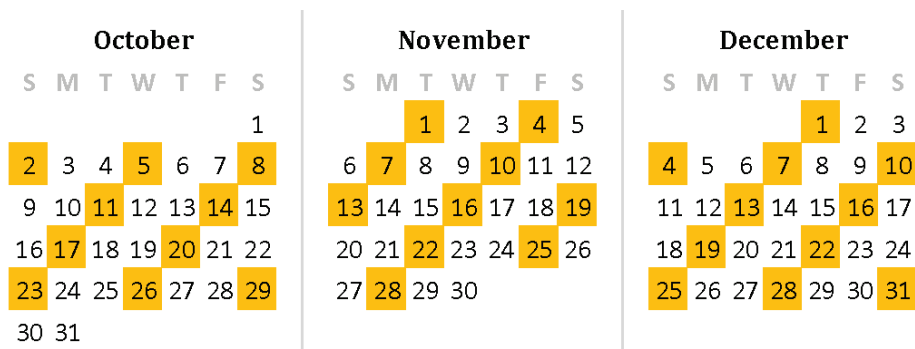 October
S M T W T F S
1
2 3 4 5 6 7 8
9 10 11 12 13 14 15
16 17 18 19 20 21 22
23 24 25 26 27 28 29
30 31
November
S M T W T F S
1 2 3 4 5
6 7 8 9 10 11 12
13 14 15 16 17 18 19
20 21 22 23 24 25 26
27 28 29 30
December
S M T W T F S
1 2 3
4 5 6 7 8 9 10
11 12 13 14 15 16 17
18 19 20 21 22 23 24
25 26 27 28 29 30 31